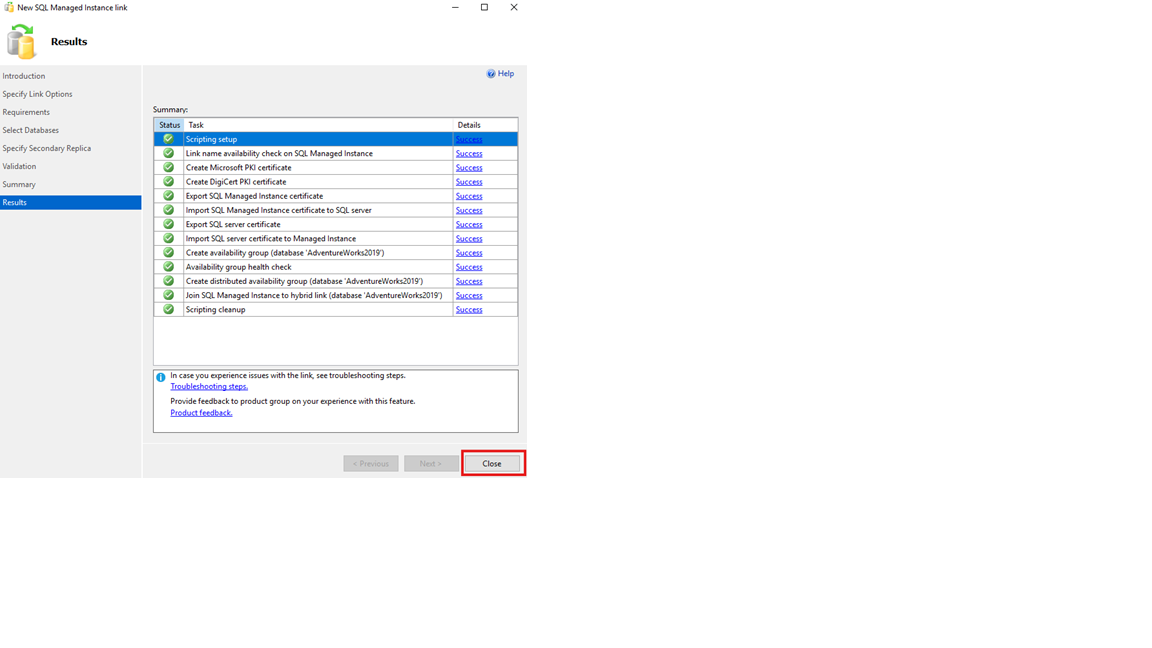 New SQL Managed Instance link
Results
Introduction
Specify Link Options
Requirements
Select Databases
Specify Secondary Replica
Validation
Summary
Results
Help
Summary:
Status Task Details
Scripting setup Success
Link name availability check on SQL Managed Instance Success
Create Microsoft PKI certificate Success
Create DigiCert PKI certificate Success
Export SQL Managed Instance certificate Success
Import SQL Managed Instance certificate to SQL server Success
Export SQL server certificate Success
Import SQL server certificate to Managed Instance Success
Create availability group (database 'AdventureWorks2019') Success
Availability group health check Success
Create distributed availability group (database 'AdventureWorks2019') Success
Join SQL Managed Instance to hybrid link (database 'AdventureWorks2019') Success
Scripting cleanup Success
In case you experience issues with the link, see troubleshooting steps.
Troubleshooting steps.
Provide feedback to product group on your experience with this feature.
Product feedback.
< Previous Next > Close